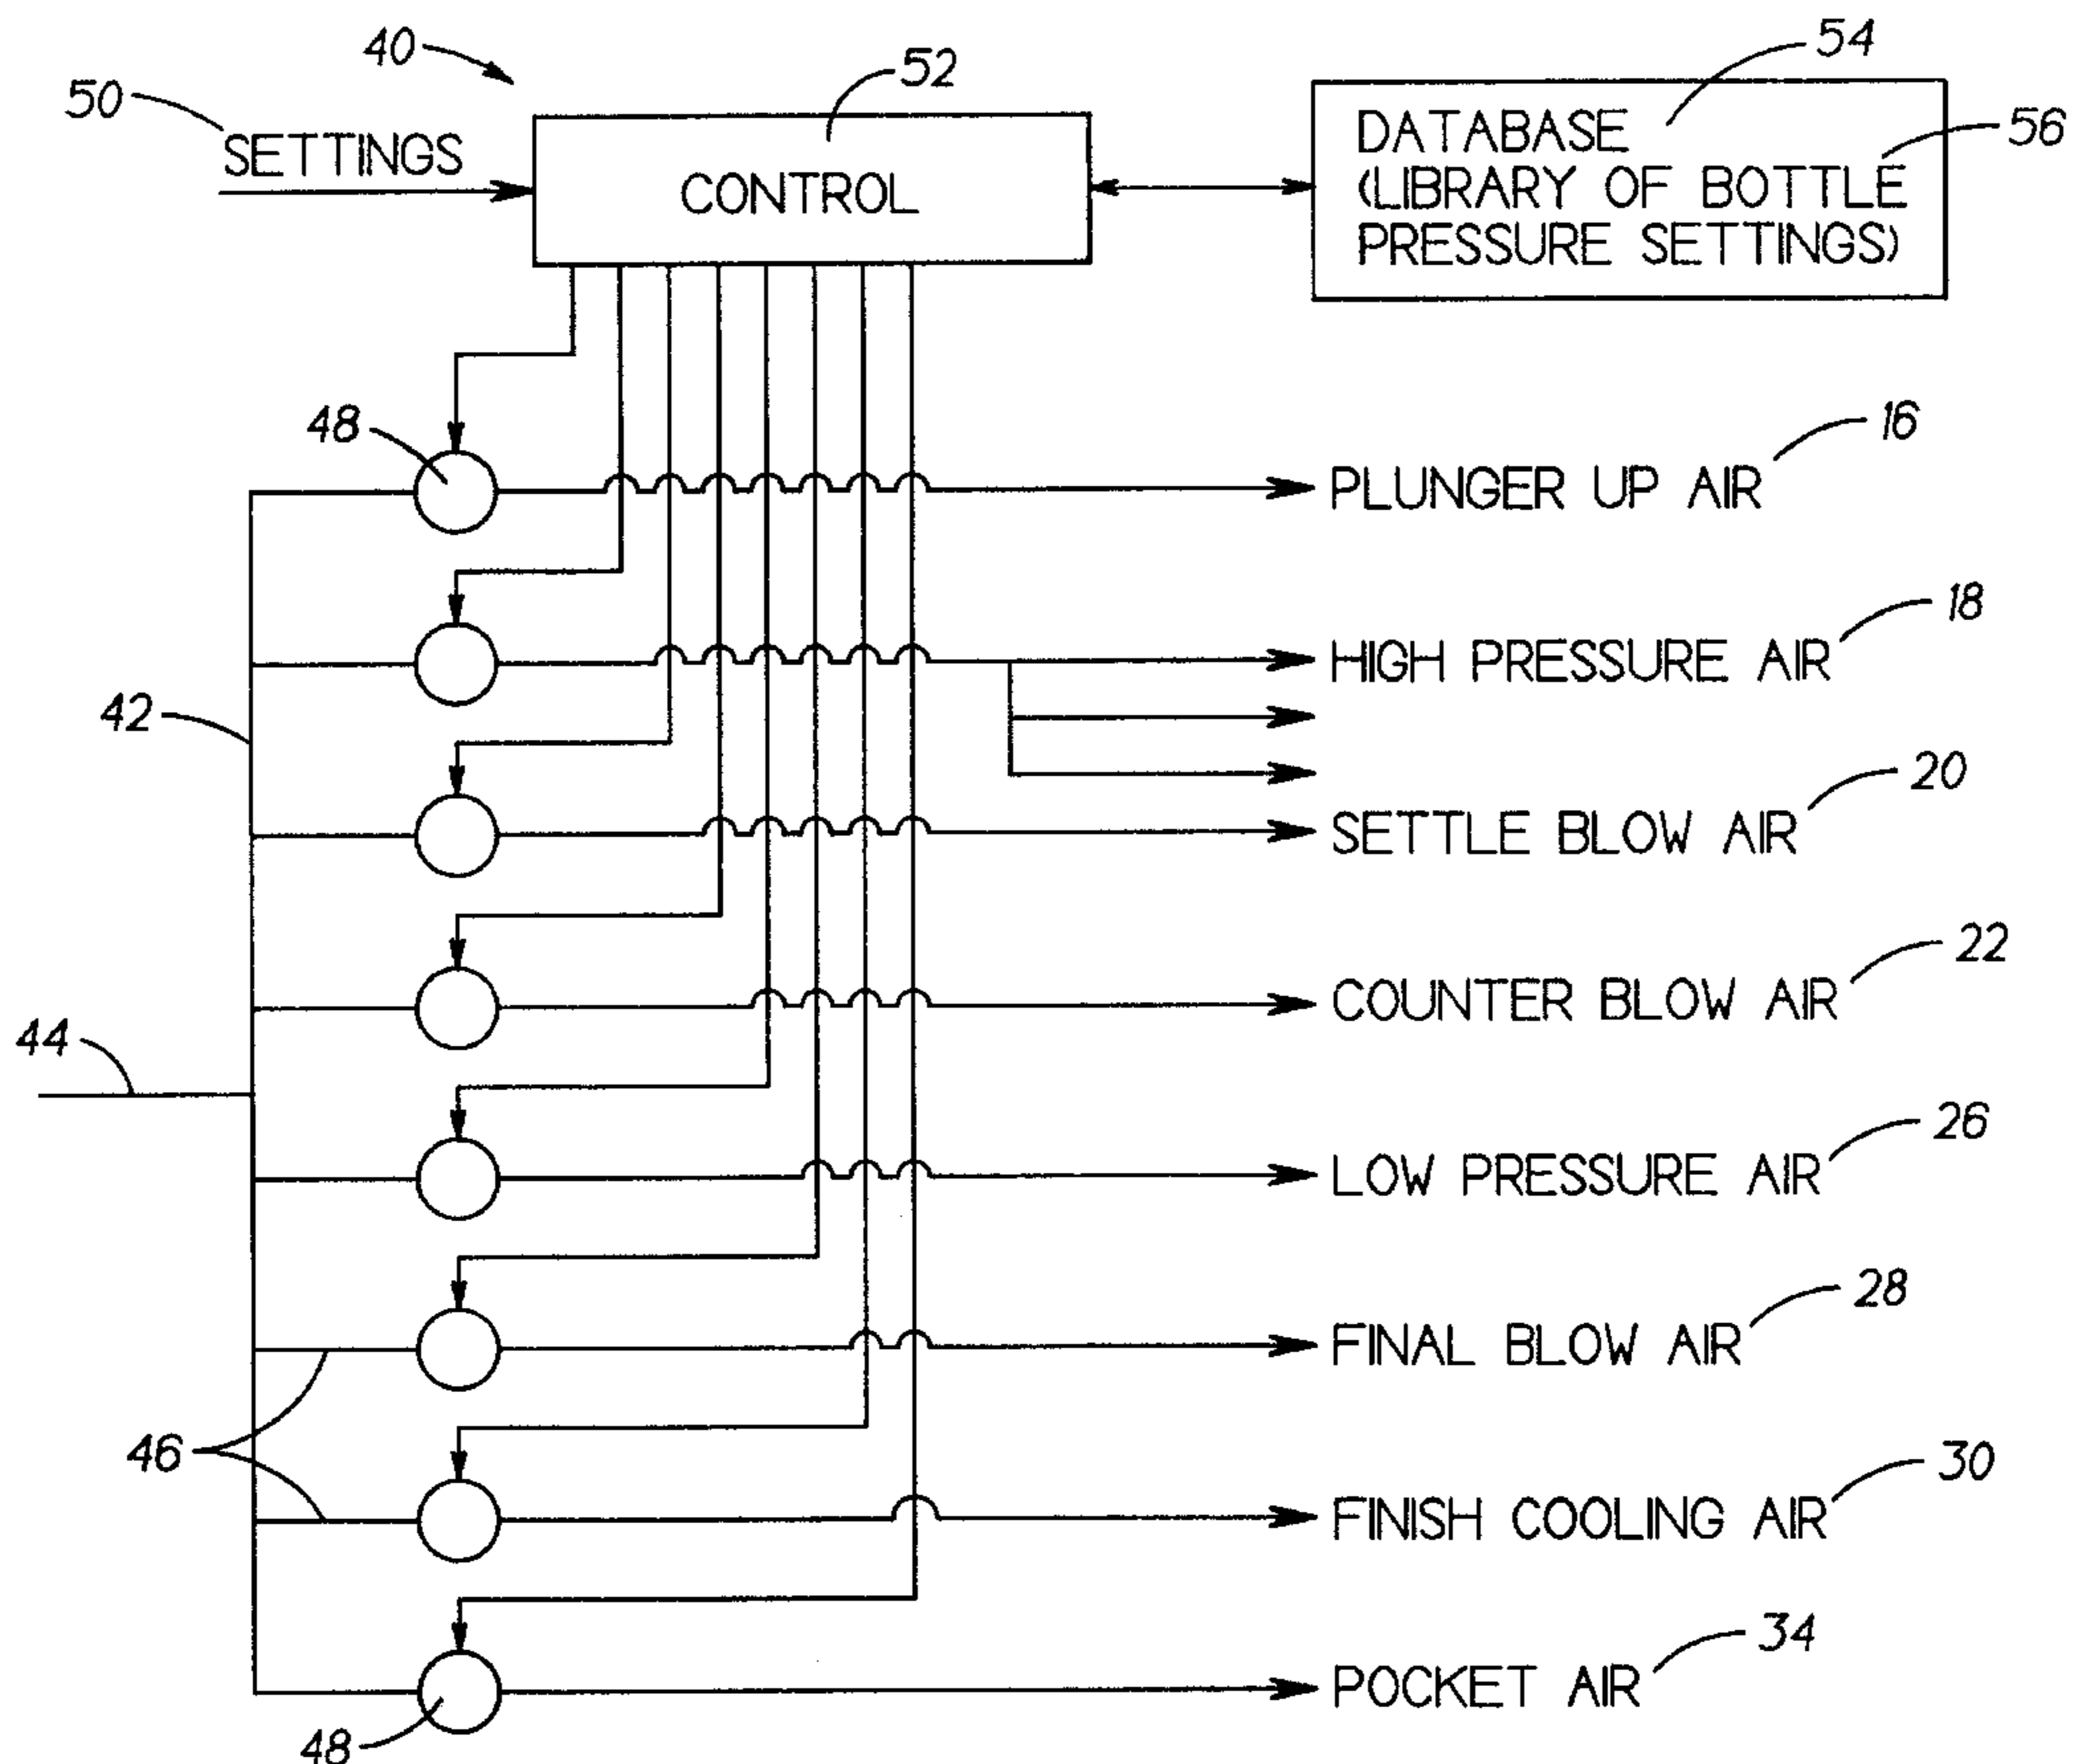 40
52
54
50
SETTINGS
CONTROL
DATABASE
(LIBRARY OF BOTTLE
PRESSURE SETTINGS)
56
48
16
PLUNGER UP AIR
18
HIGH PRESSURE AIR
42
20
SETTLE BLOW AIR
22
COUNTER BLOW AIR
44
26
LOW PRESSURE AIR
28
FINAL BLOW AIR
46
30
FINISH COOLING AIR
34
POCKET AIR
48